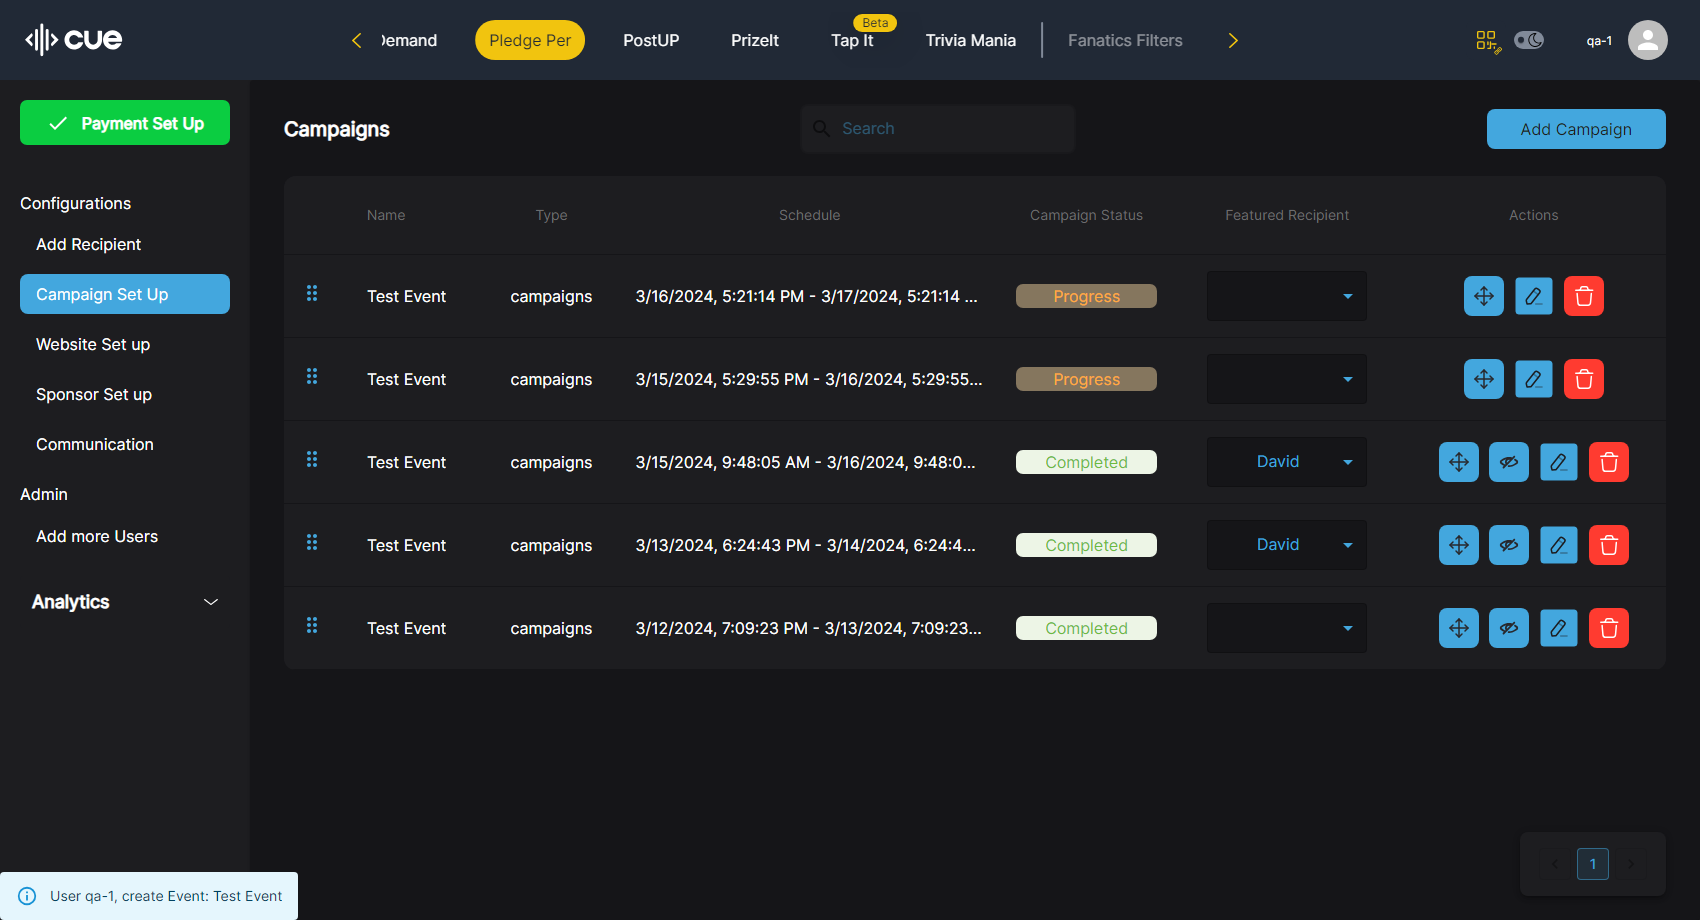 cue
Demand
Pledge Per
PostUP
PrizeIt
Beta
Tap It
Trivia Mania
Fanatics Filters
qa-1
Payment Set Up
Configurations
Add Recipient
Campaign Set Up
Website Set up
Sponsor Set up
Communication
Admin
Add more Users
Analytics
Campaigns
Search
Add Campaign
Name Type Schedule Campaign Status Featured Recipient Actions
Test Event campaigns 3/16/2024, 5:21:14 PM - 3/17/2024, 5:21:14 ... Progress
Test Event campaigns 3/15/2024, 5:29:55 PM - 3/16/2024, 5:29:55... Progress
Test Event campaigns 3/15/2024, 9:48:05 AM - 3/16/2024, 9:48:0... Completed David
Test Event campaigns 3/13/2024, 6:24:43 PM - 3/14/2024, 6:24:4... Completed David
Test Event campaigns 3/12/2024, 7:09:23 PM - 3/13/2024, 7:09:23... Completed
1
User qa-1, create Event: Test Event